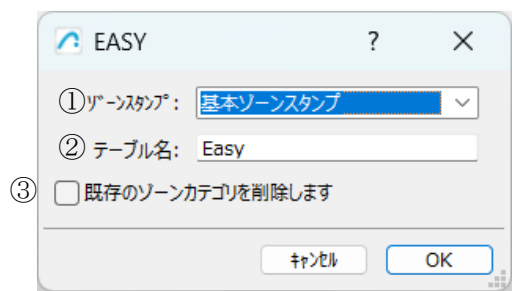 EASY ? ×
①ｿﾞｰﾝｽﾀﾝﾌﾟ: 基本ゾーンスタンプ
② テーブル名: Easy
③ 既存のゾーンカテゴリを削除します
ｷｬﾝｾﾙ OK